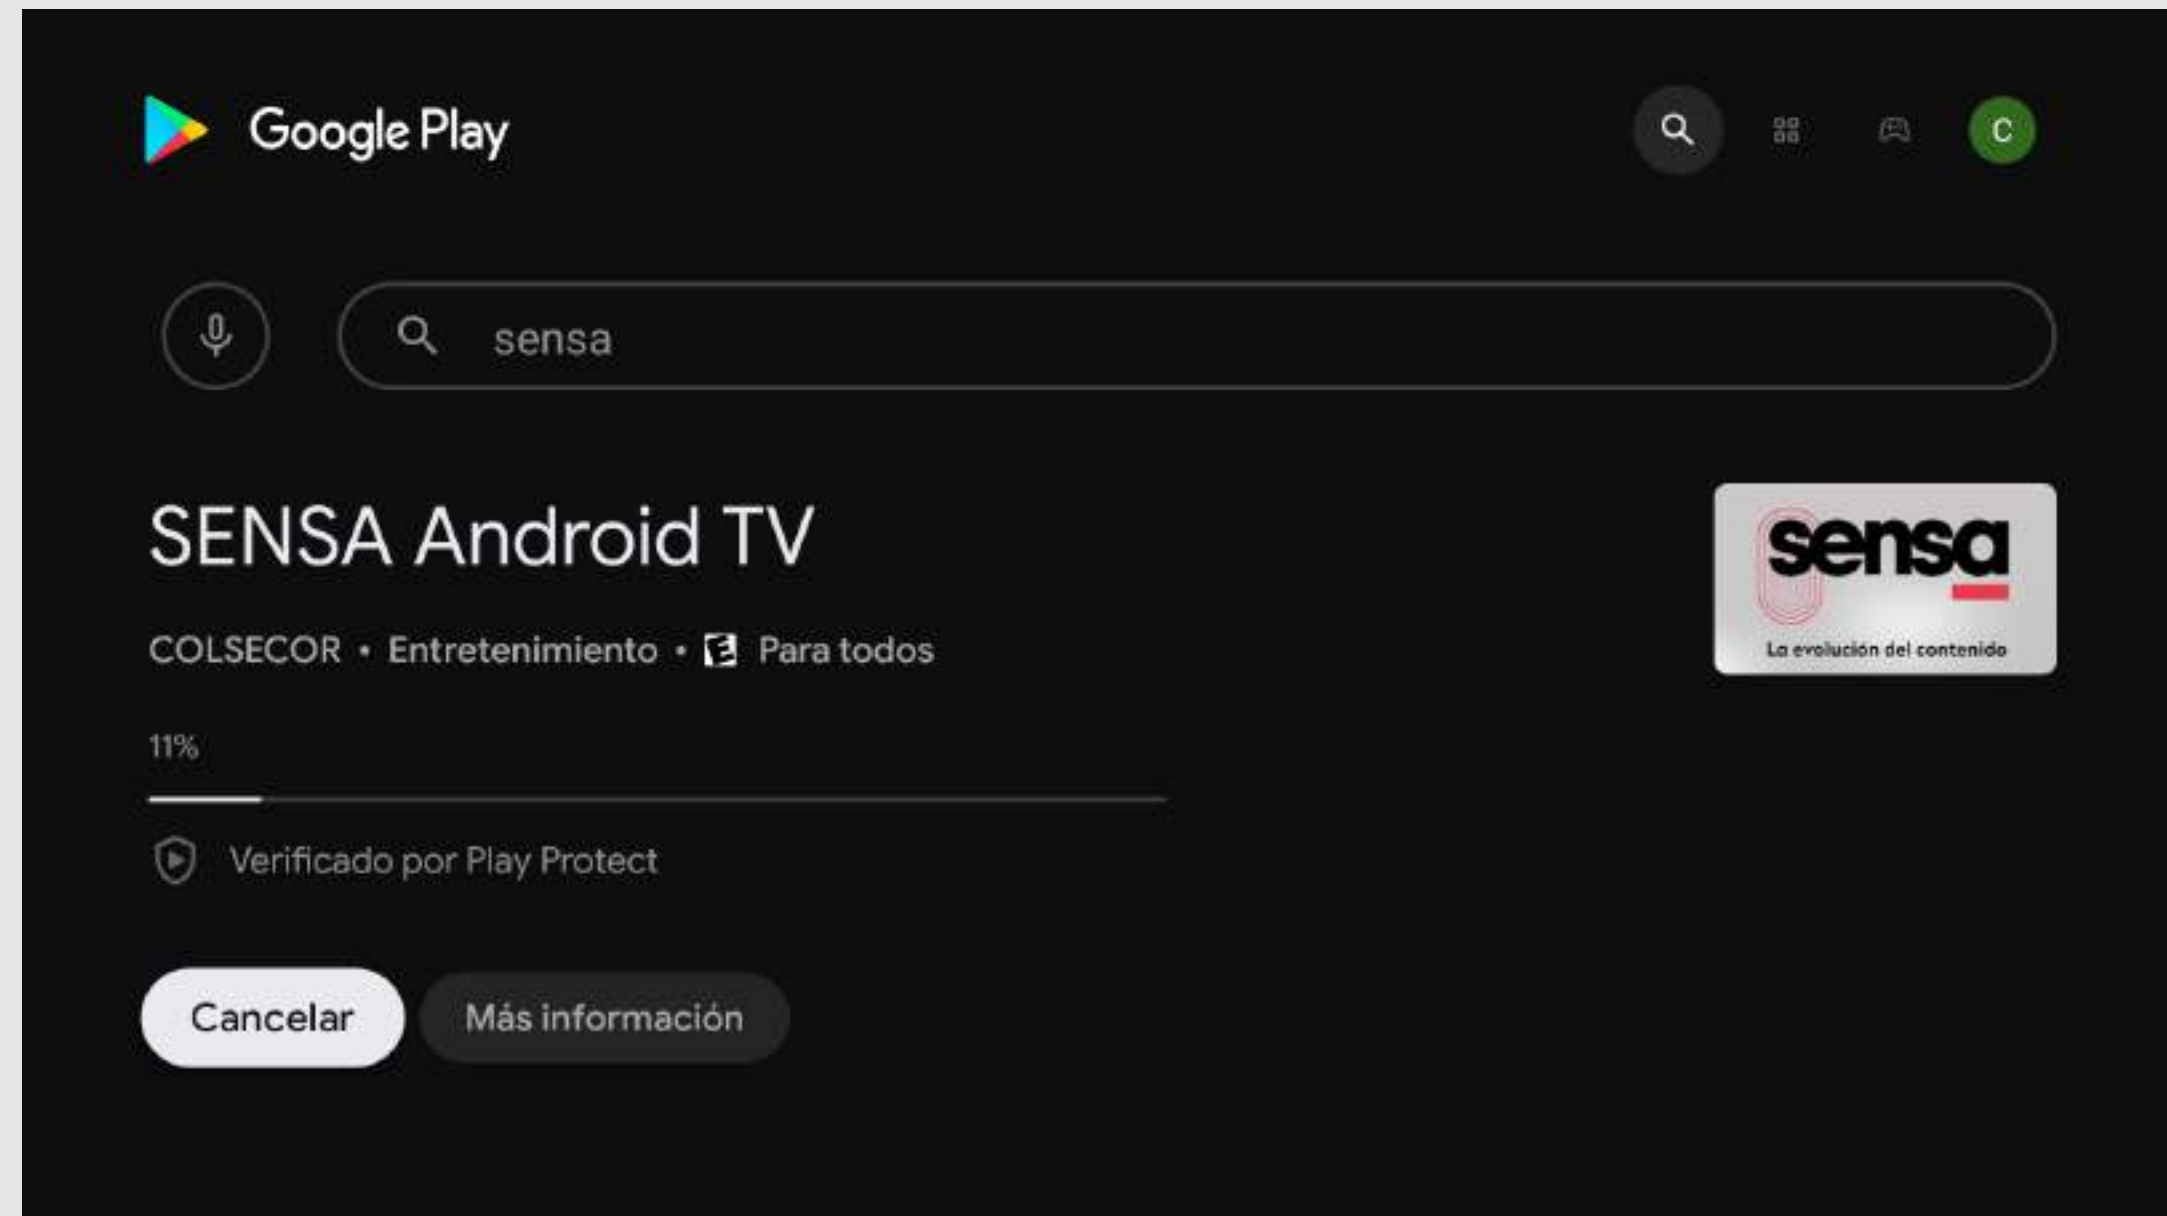 Google Play
C
sensa
SENSA Android TV
sensa
La evolución del contenido
COLSECOR • Entretenimiento • E Para todos
11%
Verificado por Play Protect
Cancelar
Más información